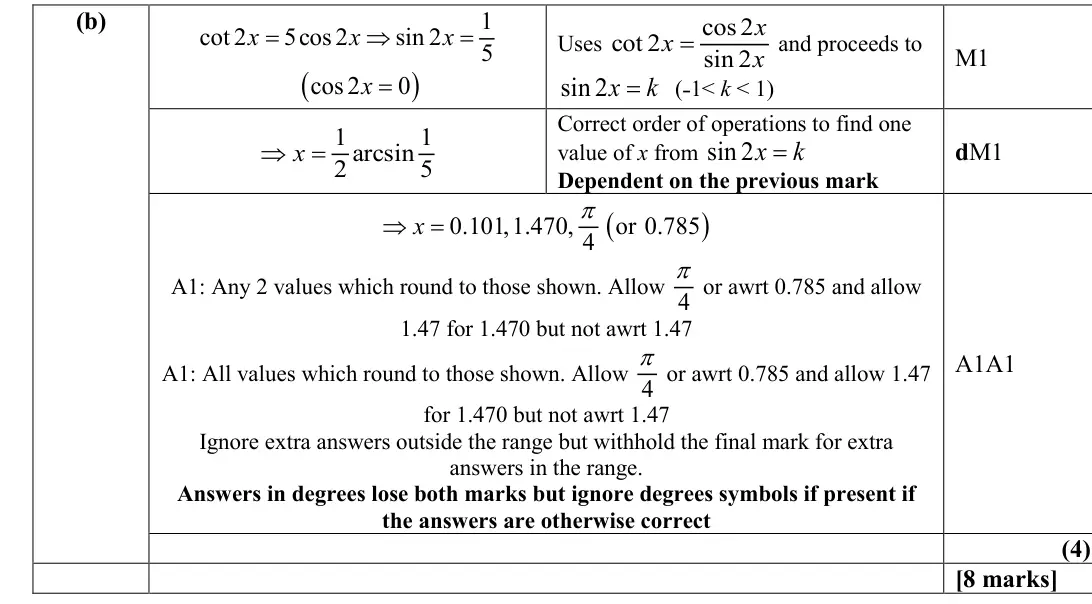 (b)
cot 2x = 5 cos 2x ⇒ sin 2x = 1/5
(cos 2x = 0)
Uses cot 2x = cos 2x / sin 2x and proceeds to
sin 2x = k (-1< k < 1)
M1
⇒ x = 1/2 arcsin 1/5
Correct order of operations to find one
value of x from sin 2x = k
Dependent on the previous mark
dM1
⇒ x = 0.101, 1.470, π/4 (or 0.785)
A1: Any 2 values which round to those shown. Allow π/4 or awrt 0.785 and allow
1.47 for 1.470 but not awrt 1.47
A1: All values which round to those shown. Allow π/4 or awrt 0.785 and allow 1.47
for 1.470 but not awrt 1.47
Ignore extra answers outside the range but withhold the final mark for extra
answers in the range.
Answers in degrees lose both marks but ignore degrees symbols if present if
the answers are otherwise correct
A1A1
(4)
[8 marks]